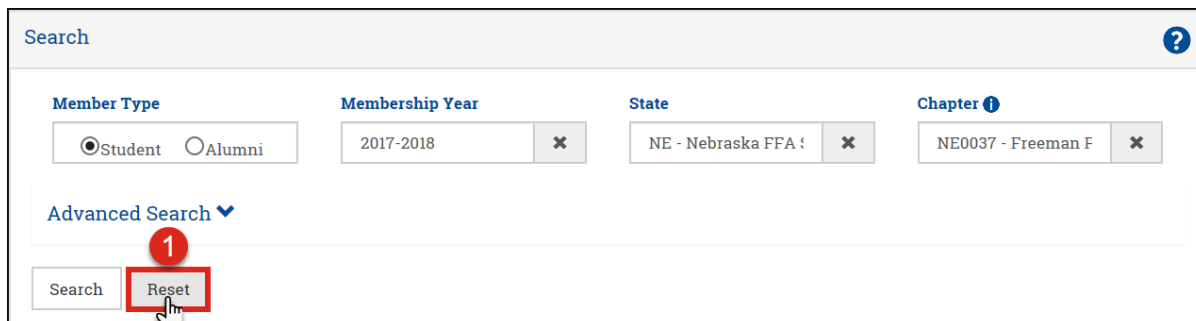 Search
Member Type Membership Year State Chapter
Student Alumni 2017-2018 NE - Nebraska FFA NE0037 - Freeman
Advanced Search
1
Search Reset